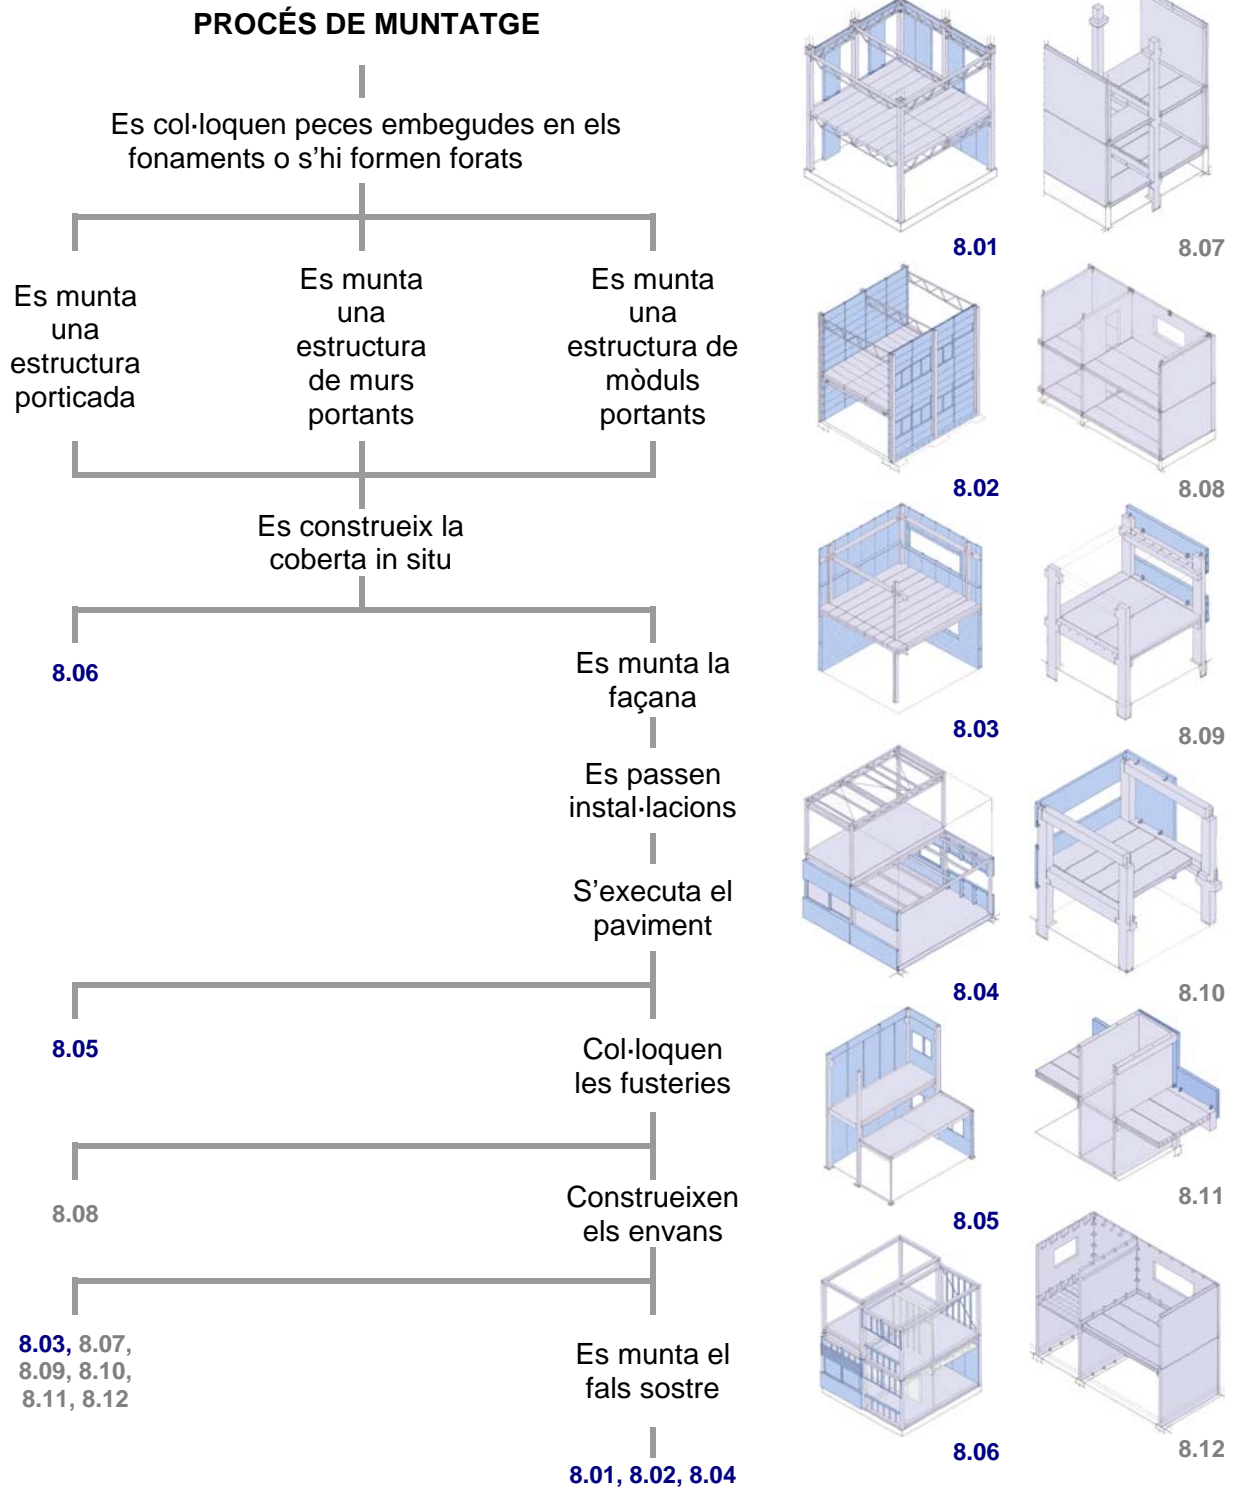 PROCÉS DE MUNTATGE
Es col·loquen peces embegudes en els
fonaments o s'hi formen forats
Es munta
una
estructura
porticada
Es munta
una
estructura
de murs
portants
Es munta
una
estructura de
mòduls
portants
Es construeix la
coberta in situ
8.06
Es munta la
façana
Es passen
instal·lacions
S'executa el
paviment
8.05
Col·loquen
les fusteries
8.08
Construeixen
els envans
8.03, 8.07,
8.09, 8.10,
8.11, 8.12
Es munta el
fals sostre
8.01, 8.02, 8.04
8.01
8.07
8.02
8.08
8.03
8.09
8.04
8.10
8.05
8.11
8.06
8.12